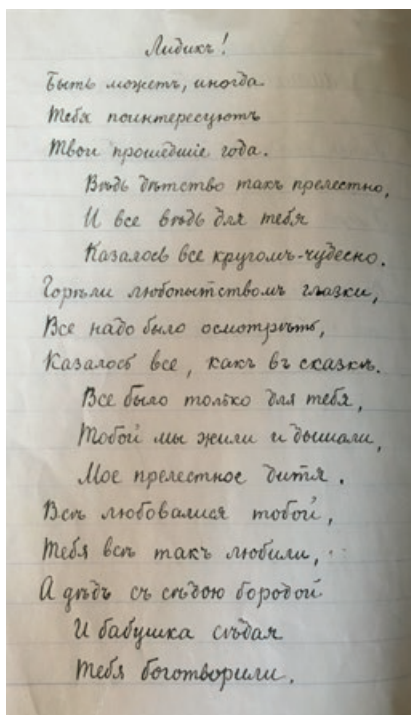 Лидикъ!
Быть можетъ, иногда
Тебя поинтересуютъ
Твои прошедшіе года.
Вѣдь дѣтство такъ прелестно,
И все вѣдь для тебя
Казалось все кругомъ-чудесно.
Горѣли любопытствомъ глазки,
Все надо было осмотрѣть,
Казалось все, какъ въ сказкѣ.
Все было только для тебя,
Тобой мы жили и дышали,
Мое прелестное дитя.
Всѣ любовалися тобой,
Тебя всѣ такъ любили,
А дѣдъ съ сѣдою бородой
И бабушка сѣдая
Тебя боготворили.